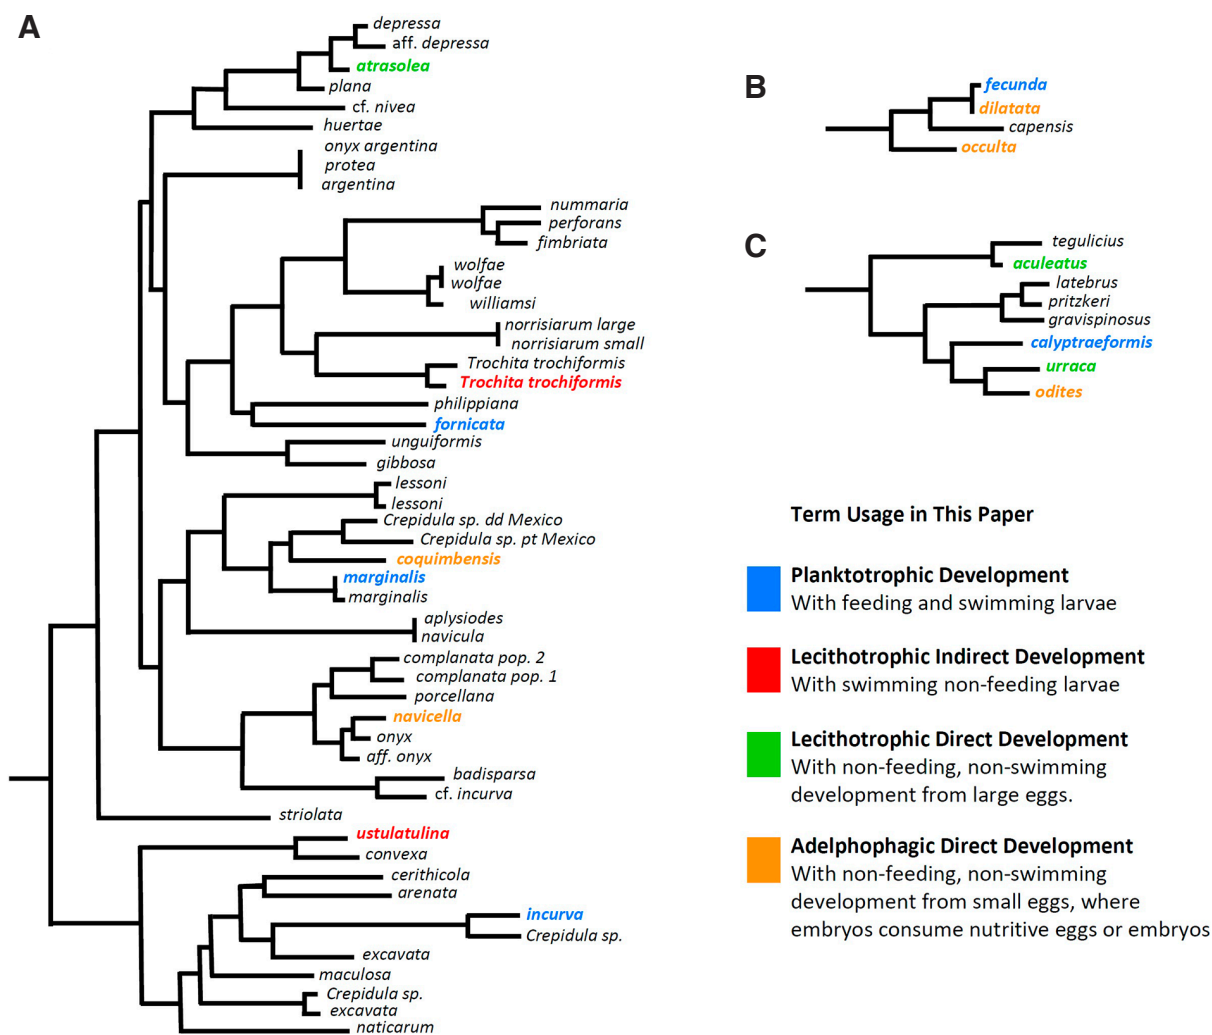 A
depressa
aff. depressa
atrasolea
plana
cf. nivea
huertae
onyx argentina
protea
argentina
nummaria
perforans
fimbriata
wolfae
wolfae
williamsi
norrisiarum large
norrisiarum small
Trochita trochiformis
Trochita trochiformis
philippiana
fornicata
unguiformis
gibbosa
lessoni
lessoni
Crepidula sp. dd Mexico
Crepidula sp. pt Mexico
coquimbensis
marginalis
marginalis
aplysiodes
navicula
complanata pop. 2
complanata pop. 1
porcellana
navicella
onyx
aff. onyx
badisparsa
cf. incurva
striolata
ustulatulina
convexa
cerithicola
arenata
incurva
Crepidula sp.
excavata
maculosa
Crepidula sp.
excavata
naticarum
B
fecunda
dilatata
capensis
occulta
C
tegulicius
aculeatus
latebrus
pritzkeri
gravispinosus
calyptraeformis
urraca
odites
Term Usage in This Paper
Planktotrophic Development
With feeding and swimming larvae
Lecithotrophic Indirect Development
With swimming non-feeding larvae
Lecithotrophic Direct Development
With non-feeding, non-swimming
development from large eggs.
Adelphophagic Direct Development
With non-feeding, non-swimming
development from small eggs, where
embryos consume nutritive eggs or embryos